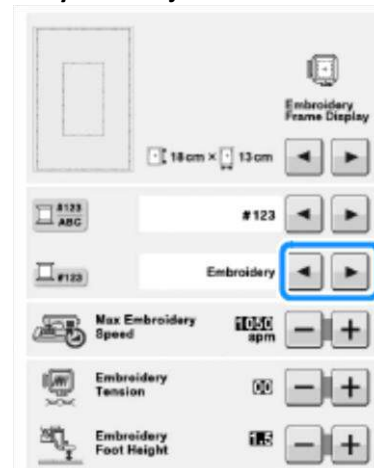 Embroidery
Frame Display
18 cm × 13 cm
#123
ABC
#123
#123
Embroidery
Max Embroidery
Speed
1050
spm
Embroidery
Tension
00
Embroidery
Foot Height
1.5